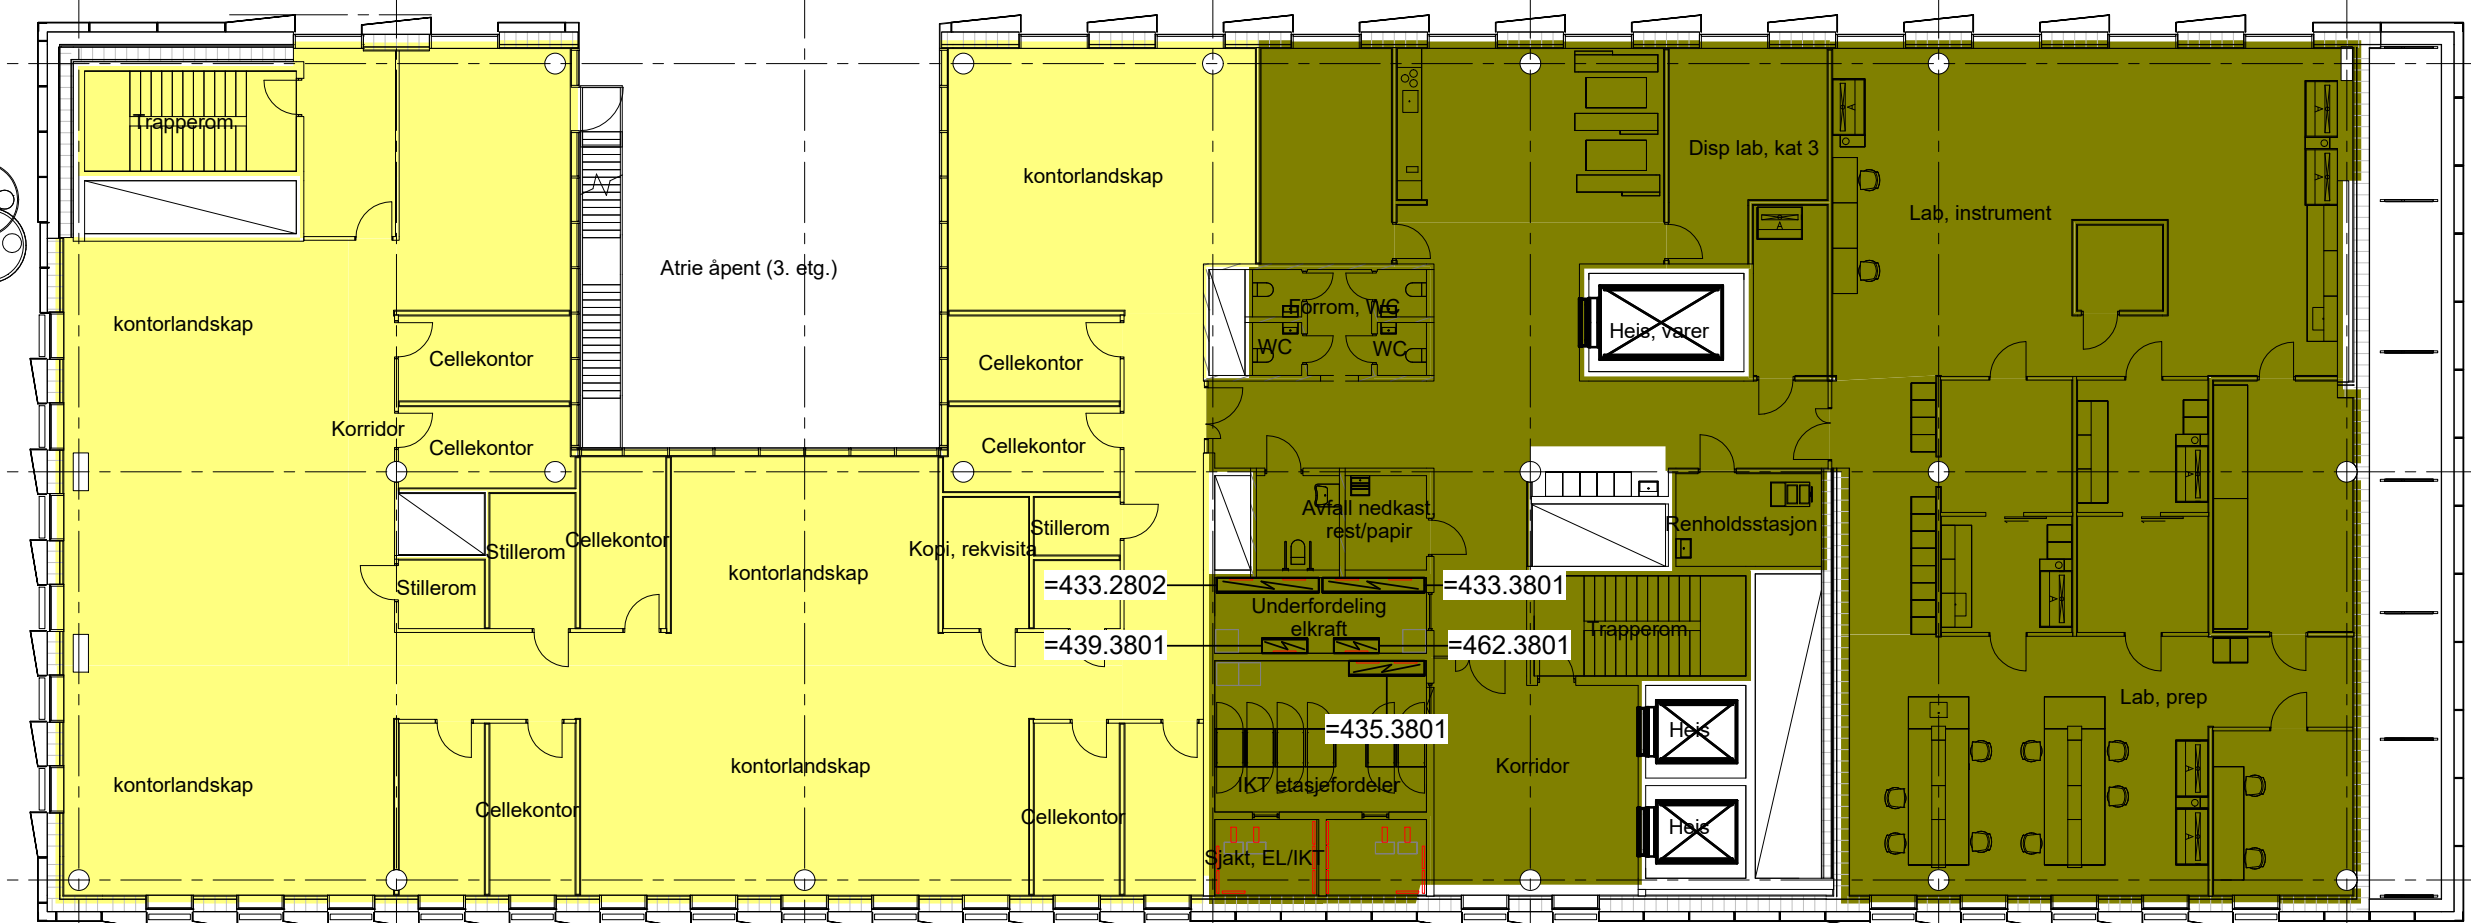 Trapperom
kontorlandskap
Disp lab, kat 3
Lab, instrument
Atrie åpent (3. etg.)
kontorlandskap
Forrom, WC
Heis, varer
WC
WC
Cellekontor
Cellekontor
Korridor
Cellekontor
Cellekontor
Avfall nedkast,
rest/papir
Renholdsstasjon
Stillerom
Cellekontor
Kopi, rekvisita
Stillerom
kontorlandskap
Stillerom
=433.2802
=433.3801
Underfordeling
elkraft
Trapperom
=439.3801
=462.3801
Lab, prep
=435.3801
Heis
kontorlandskap
kontorlandskap
Korridor
IKT etasjefordeler
Cellekontor
Cellekontor
Heis
Sjakt, EL/IKT
A
A
A
A
A
A
A
A